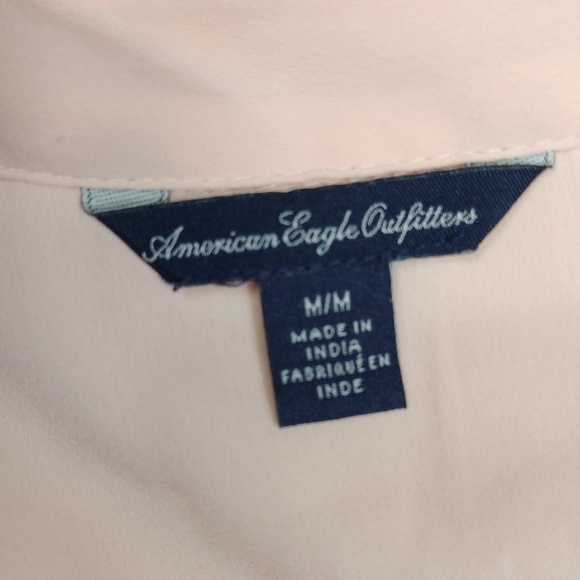 American Eagle Outfitters
M/M
MADE IN
INDIA
FABRIQUÉ EN
INDE